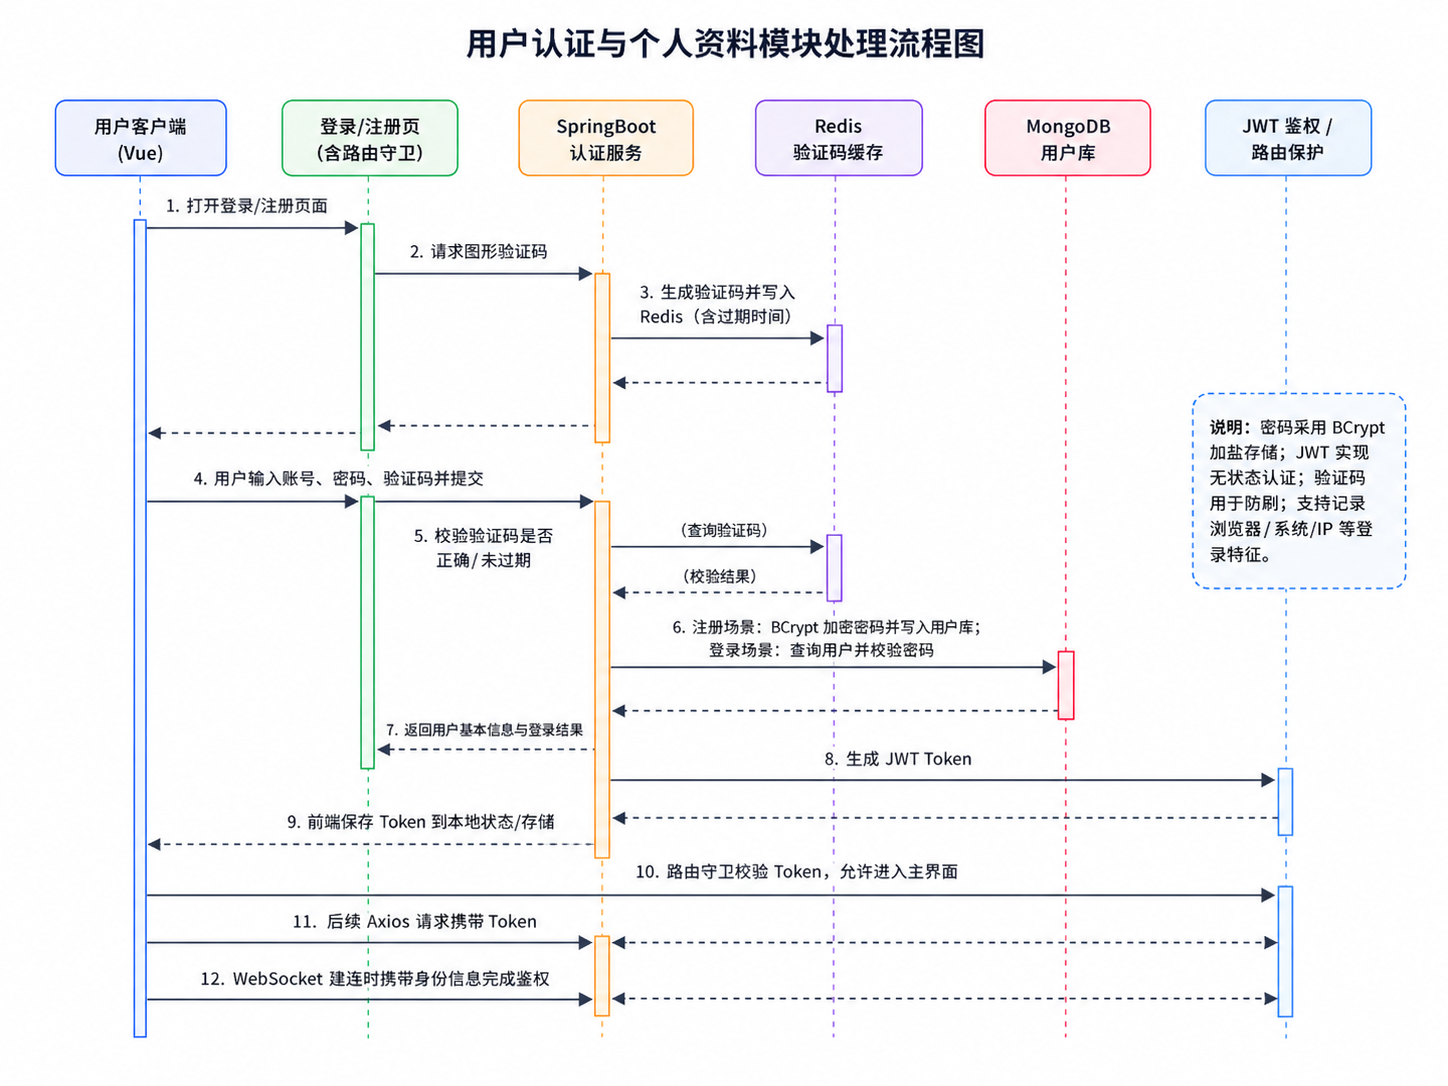 用户认证与个人资料模块处理流程图
用户客户端
(Vue)
登录/注册页
（含路由守卫）
SpringBoot
认证服务
Redis
验证码缓存
MongoDB
用户库
JWT 鉴权 /
路由保护
1. 打开登录/注册页面
2. 请求图形验证码
3. 生成验证码并写入
Redis（含过期时间）
说明：密码采用 BCrypt
加盐存储；JWT 实现
无状态认证；验证码
用于防刷；支持记录
浏览器/系统/IP 等登
录特征。
4. 用户输入账号、密码、验证码并提交
5. 校验验证码是否
正确/未过期
（查询验证码）
（校验结果）
6. 注册场景：BCrypt 加密密码并写入用户库；
登录场景：查询用户并校验密码
7. 返回用户基本信息与登录结果
8. 生成 JWT Token
9. 前端保存 Token 到本地状态/存储
10. 路由守卫校验 Token，允许进入主界面
11. 后续 Axios 请求携带 Token
12. WebSocket 建连时携带身份信息完成鉴权